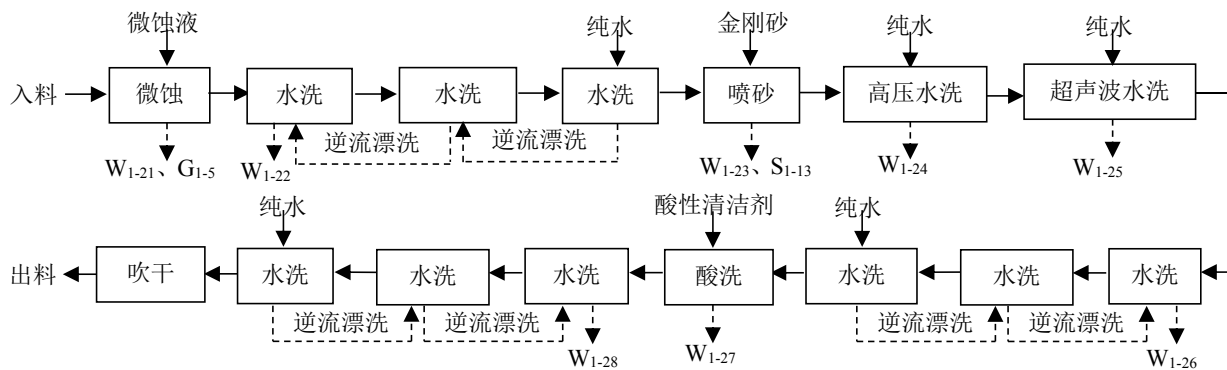 微蚀液
纯水
金刚砂
纯水
纯水
入料
微蚀
水洗
水洗
水洗
喷砂
高压水洗
超声波水洗
逆流漂洗
逆流漂洗
W1-21、G1-5
W1-22
W1-23、S1-13
W1-24
W1-25
纯水
酸性清洁剂
纯水
出料
吹干
水洗
水洗
水洗
酸洗
水洗
水洗
水洗
逆流漂洗
逆流漂洗
逆流漂洗
逆流漂洗
W1-28
W1-27
W1-26